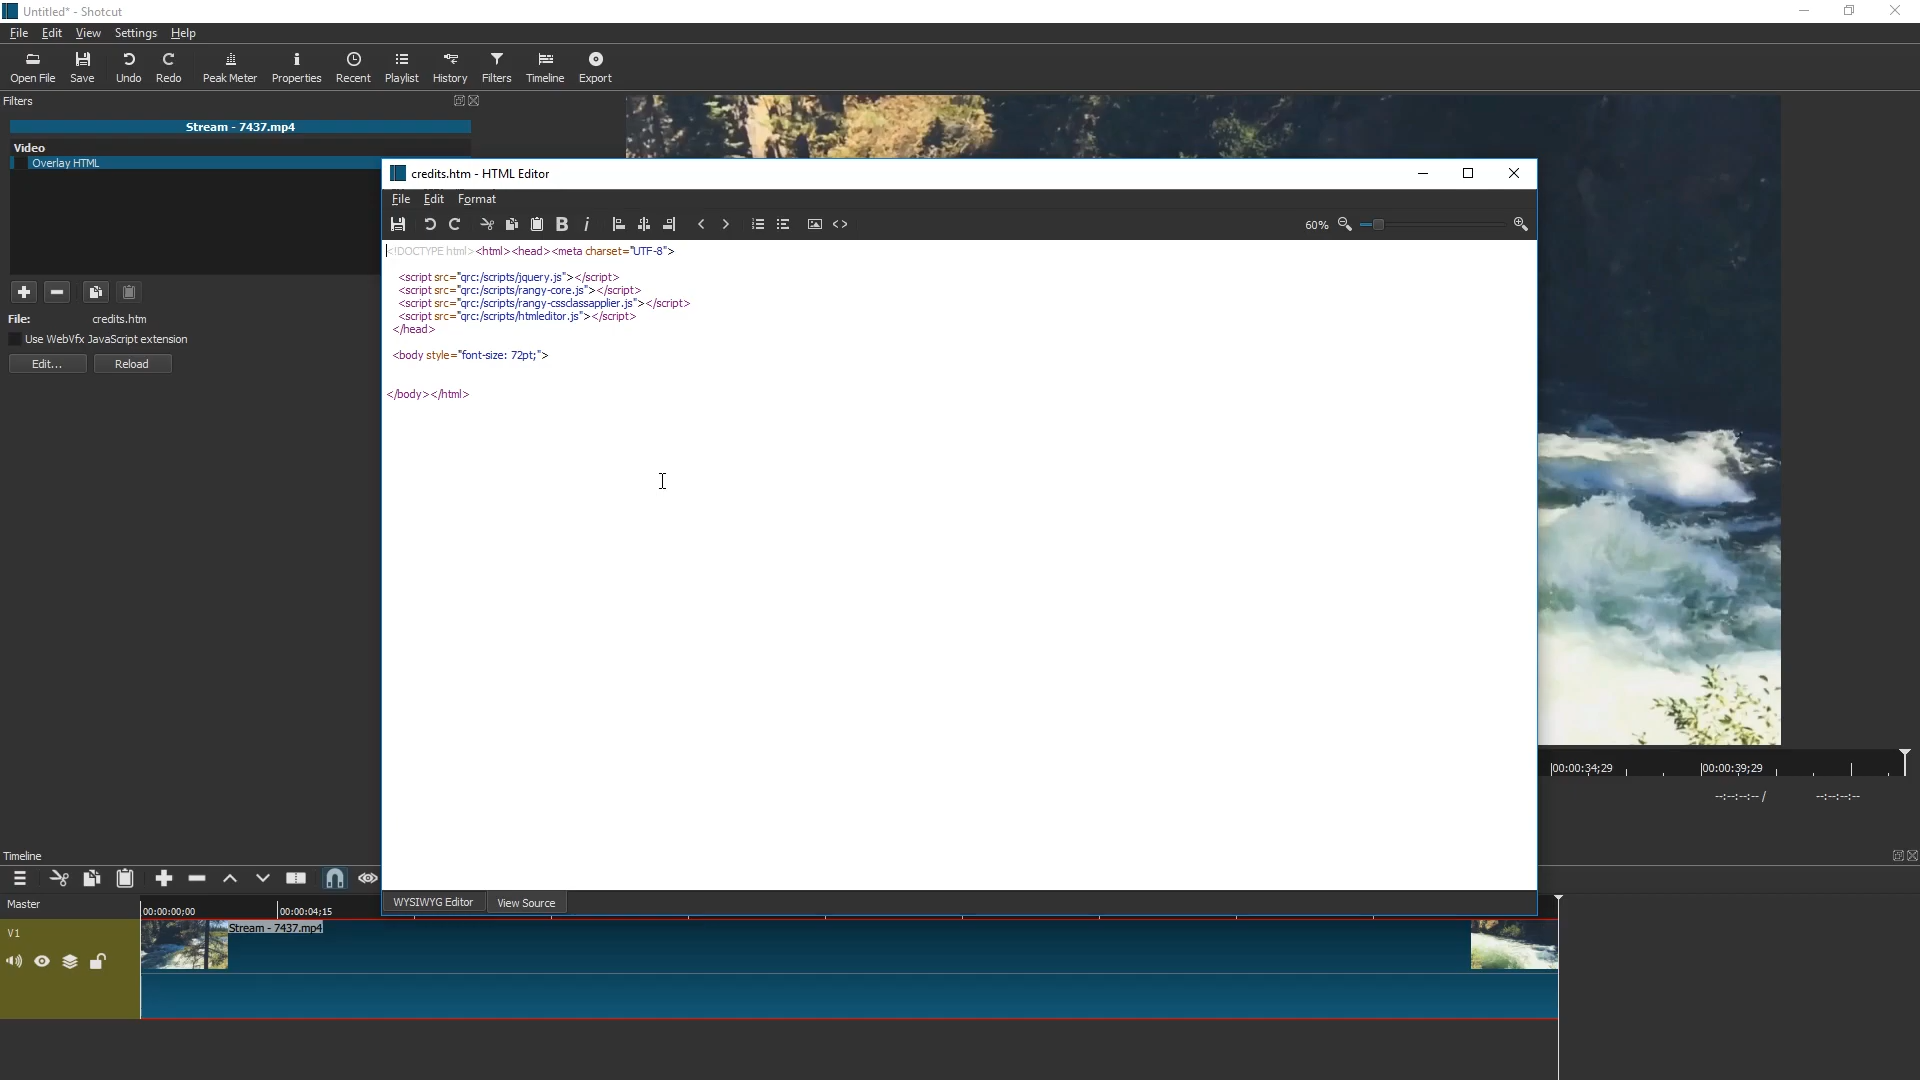 Untitled* - Shotcut
File Edit View Settings Help
Open File Save Undo Redo Peak Meter Properties Recent Playlist History Filters Timeline Export
Filters
Stream - 7437.mp4
Video
Overlay HTML
File: credits.htm
Use WebVfx JavaScript extension
Edit... Reload
credits.htm - HTML Editor
File Edit Format
60%
<!DOCTYPE html><html><head><meta charset="UTF-8">
<script src="qrc:/scripts/jquery.js"></script>
<script src="qrc:/scripts/rangy-core.js"></script>
<script src="qrc:/scripts/rangy-cssclassapplier.js"></script>
<script src="qrc:/scripts/htmleditor.js"></script>
</head>
<body style="font-size: 72pt;">
</body></html>
WYSIWYG Editor View Source
00:00:34;29 00:00:39;29
--:--:--:-- / --:--:--:--
Timeline
Master
00:00:00;00 00:00:04;15
V1
Stream - 7437.mp4